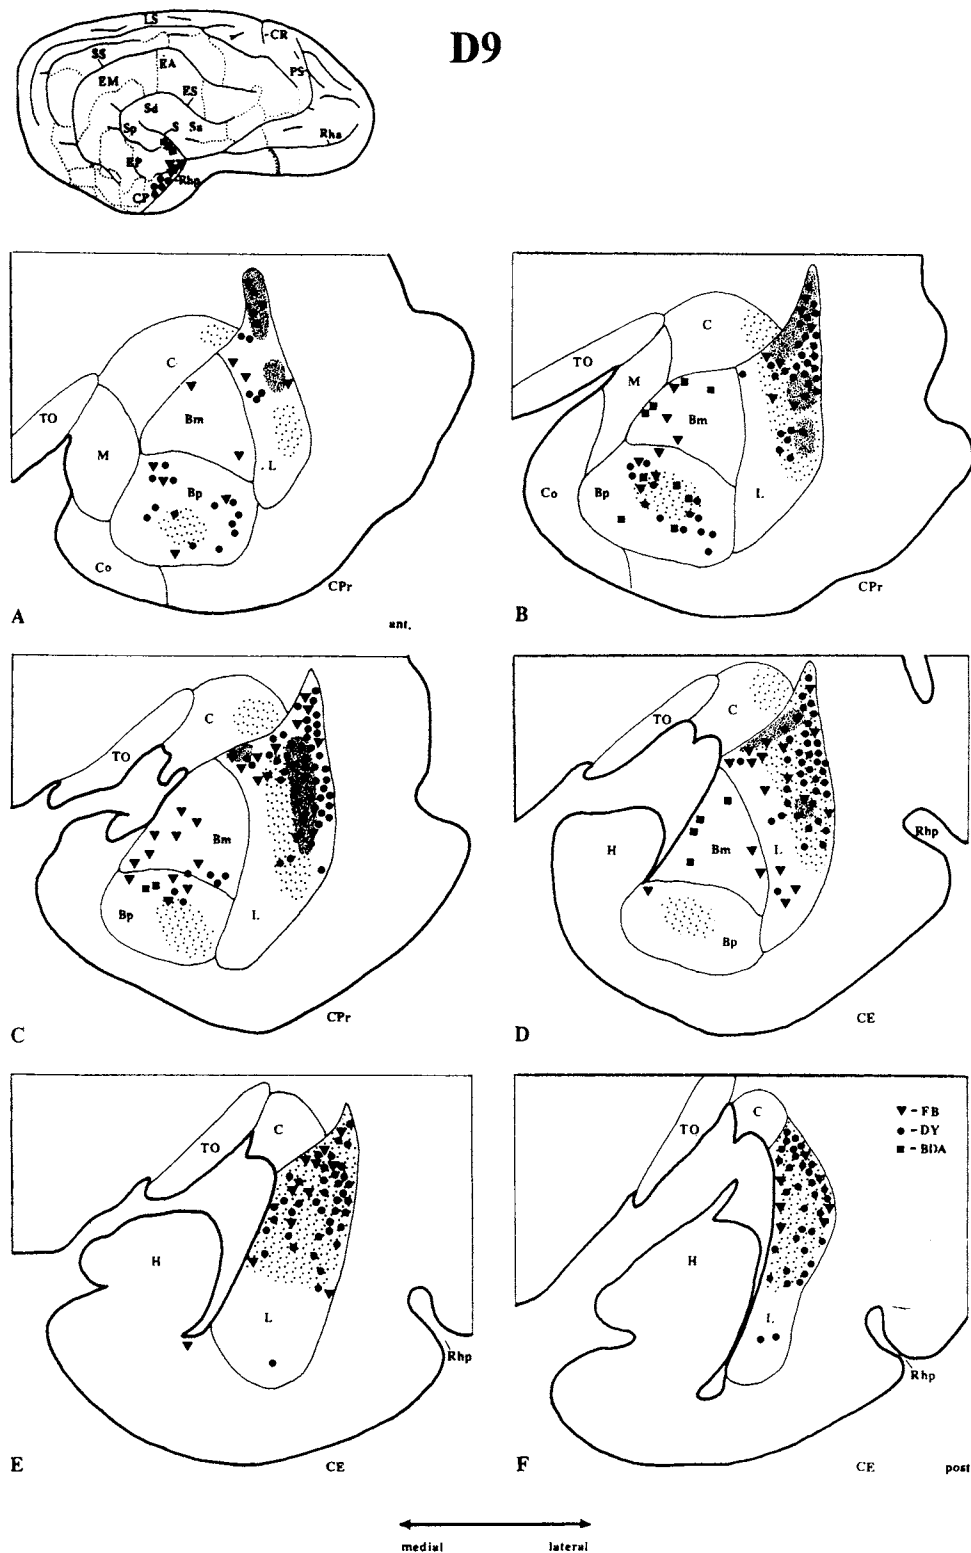 D9
LS
CR
SS
EA
EM
PS
ES
Sd
Sp
S
Sa
Rha
EP
Rhp
CP
C
TO
Bm
M
L
Bp
Co
CPr
A
ant.
C
TO
M
Bm
Co
Bp
L
CPr
B
C
TO
Bm
Bp
L
CPr
C
C
TO
Rhp
H
Bm
L
Bp
CE
D
C
TO
H
L
Rhp
E
CE
C
▼ - FB
● - DY
■ - BDA
TO
H
L
Rhp
F
CE
post
medial
lateral